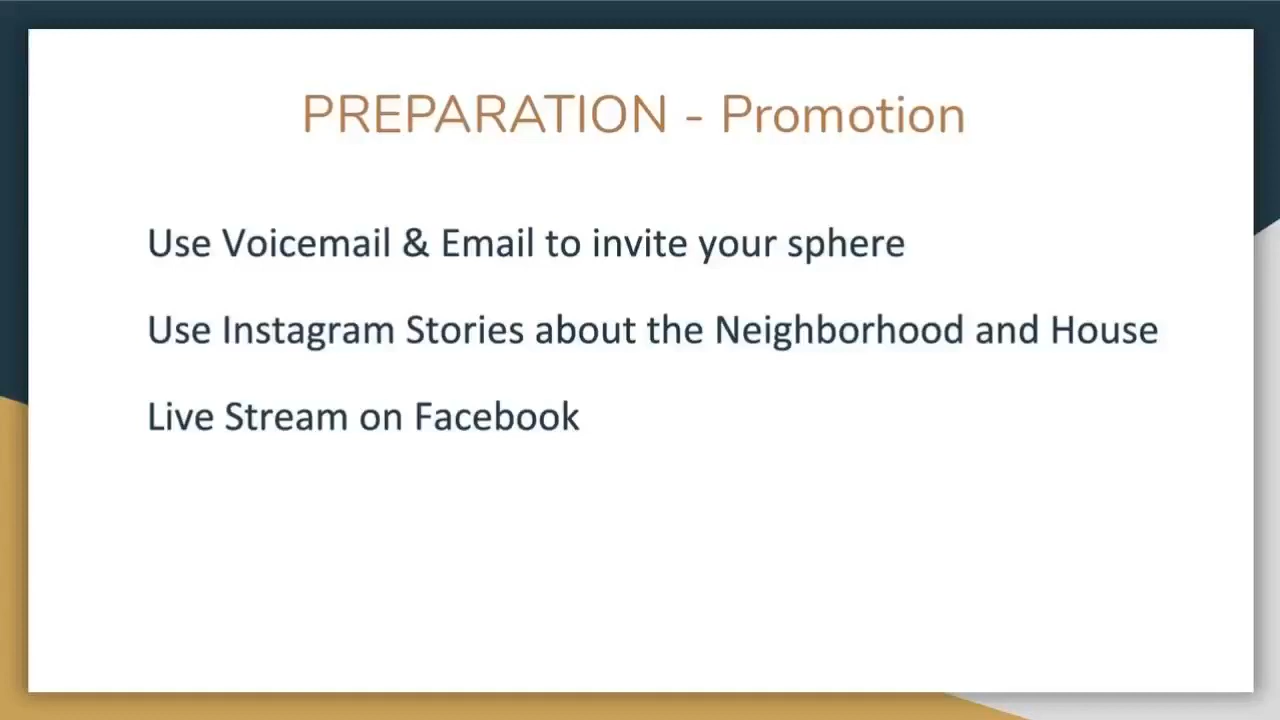 PREPARATION - Promotion
Use Voicemail & Email to invite your sphere
Use Instagram Stories about the Neighborhood and House
Live Stream on Facebook